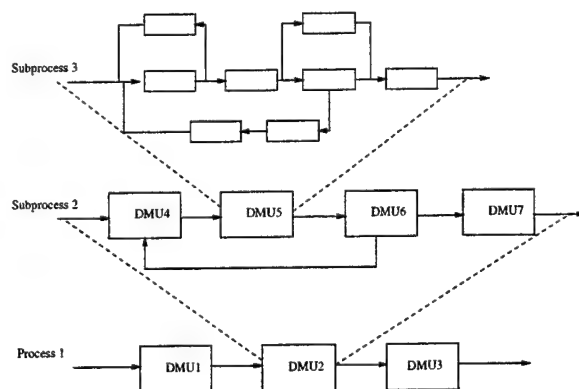 Subprocess 3
Subprocess 2
DMU4
DMU5
DMU6
DMU7
Process 1
DMU1
DMU2
DMU3